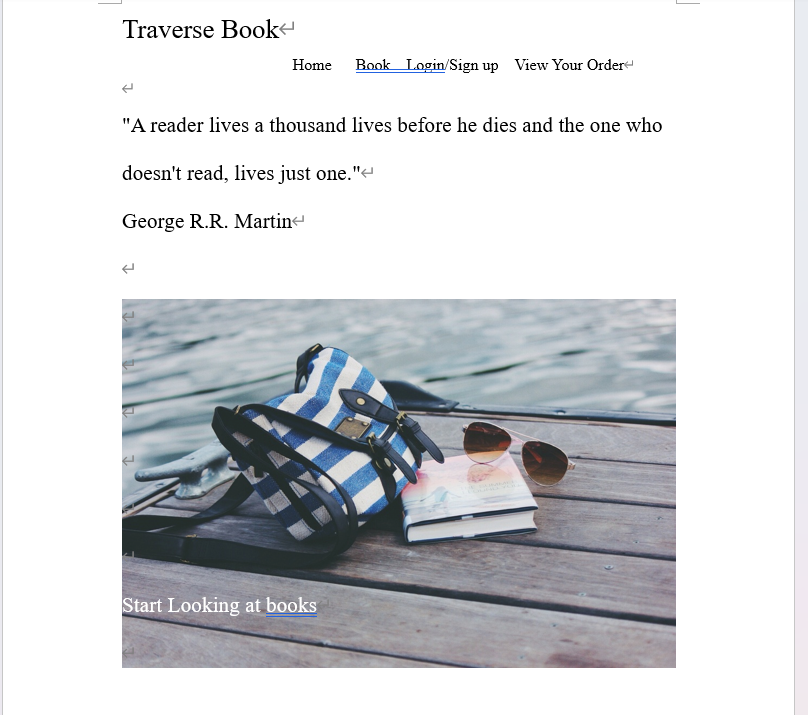 Traverse Book
Home Book Login/Sign up View Your Order
"A reader lives a thousand lives before he dies and the one who
doesn't read, lives just one."
George R.R. Martin
Start Looking at books